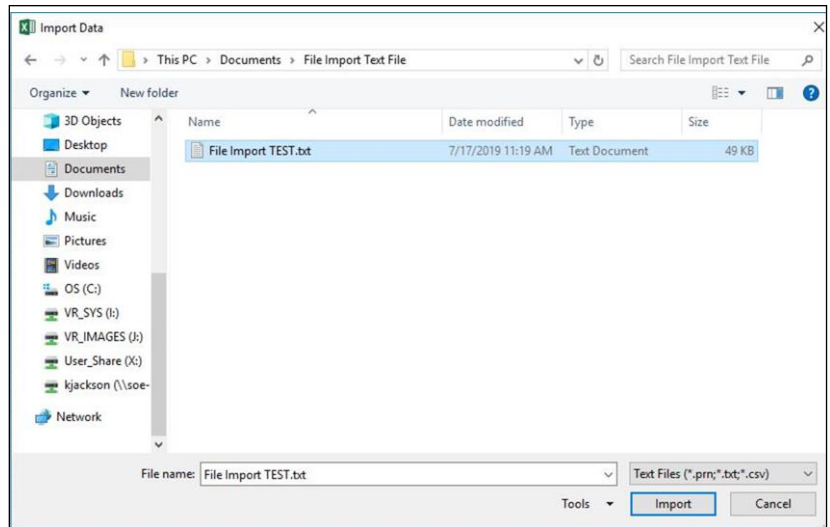 Import Data
This PC > Documents > File Import Text File
Search File Import Text File
Organize
New folder
3D Objects
Name
Date modified
Type
Size
Desktop
File Import TEST.txt
7/17/2019 11:19 AM
Text Document
49 KB
Documents
Downloads
Music
Pictures
Videos
OS (C:)
VR_SYS (I:)
VR_IMAGES (J:)
User_Share (X:)
kjackson (\\soe-
Network
File name: File Import TEST.txt
Text Files (*.prn;*.txt;*.csv)
Tools
Import
Cancel